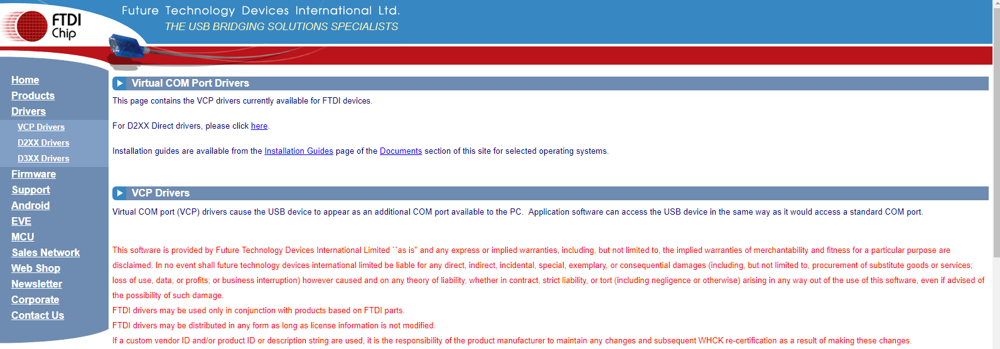 Future Technology Devices International Ltd.
THE USB BRIDGING SOLUTIONS SPECIALISTS
FTDI
Chip
Home
Products
Drivers
VCP Drivers
D2XX Drivers
D3XX Drivers
Firmware
Support
Android
EVE
MCU
Sales Network
Web Shop
Newsletter
Corporate
Contact Us
Virtual COM Port Drivers
This page contains the VCP drivers currently available for FTDI devices.
For D2XX Direct drivers, please click here.
Installation guides are available from the Installation Guides page of the Documents section of this site for selected operating systems.
VCP Drivers
Virtual COM port (VCP) drivers cause the USB device to appear as an additional COM port available to the PC.  Application software can access the USB device in the same way as it would access a standard COM port.
This software is provided by Future Technology Devices International Limited ``as is'' and any express or implied warranties, including, but not limited to, the implied warranties of merchantability and fitness for a particular purpose are
disclaimed. In no event shall future technology devices international limited be liable for any direct, indirect, incidental, special, exemplary, or consequential damages (including, but not limited to, procurement of substitute goods or services;
loss of use, data, or profits; or business interruption) however caused and on any theory of liability, whether in contract, strict liability, or tort (including negligence or otherwise) arising in any way out of the use of this software, even if advised of
the possibility of such damage.
FTDI drivers may be used only in conjunction with products based on FTDI parts.
FTDI drivers may be distributed in any form as long as license information is not modified.
If a custom vendor ID and/or product ID or description string are used, it is the responsibility of the product manufacturer to maintain any changes and subsequent WHCK re-certification as a result of making these changes.